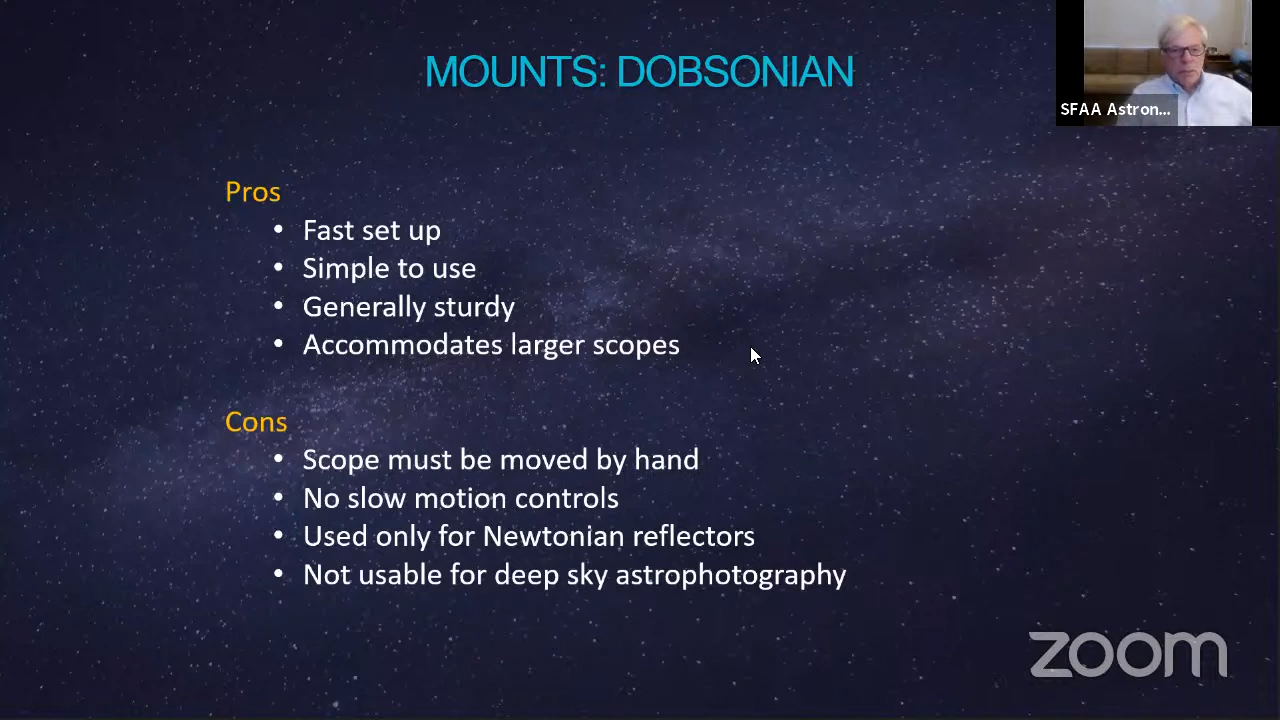 MOUNTS: DOBSONIAN
SFAA Astron...
Pros
• Fast set up
• Simple to use
• Generally sturdy
• Accommodates larger scopes
Cons
• Scope must be moved by hand
• No slow motion controls
• Used only for Newtonian reflectors
• Not usable for deep sky astrophotography
zoom